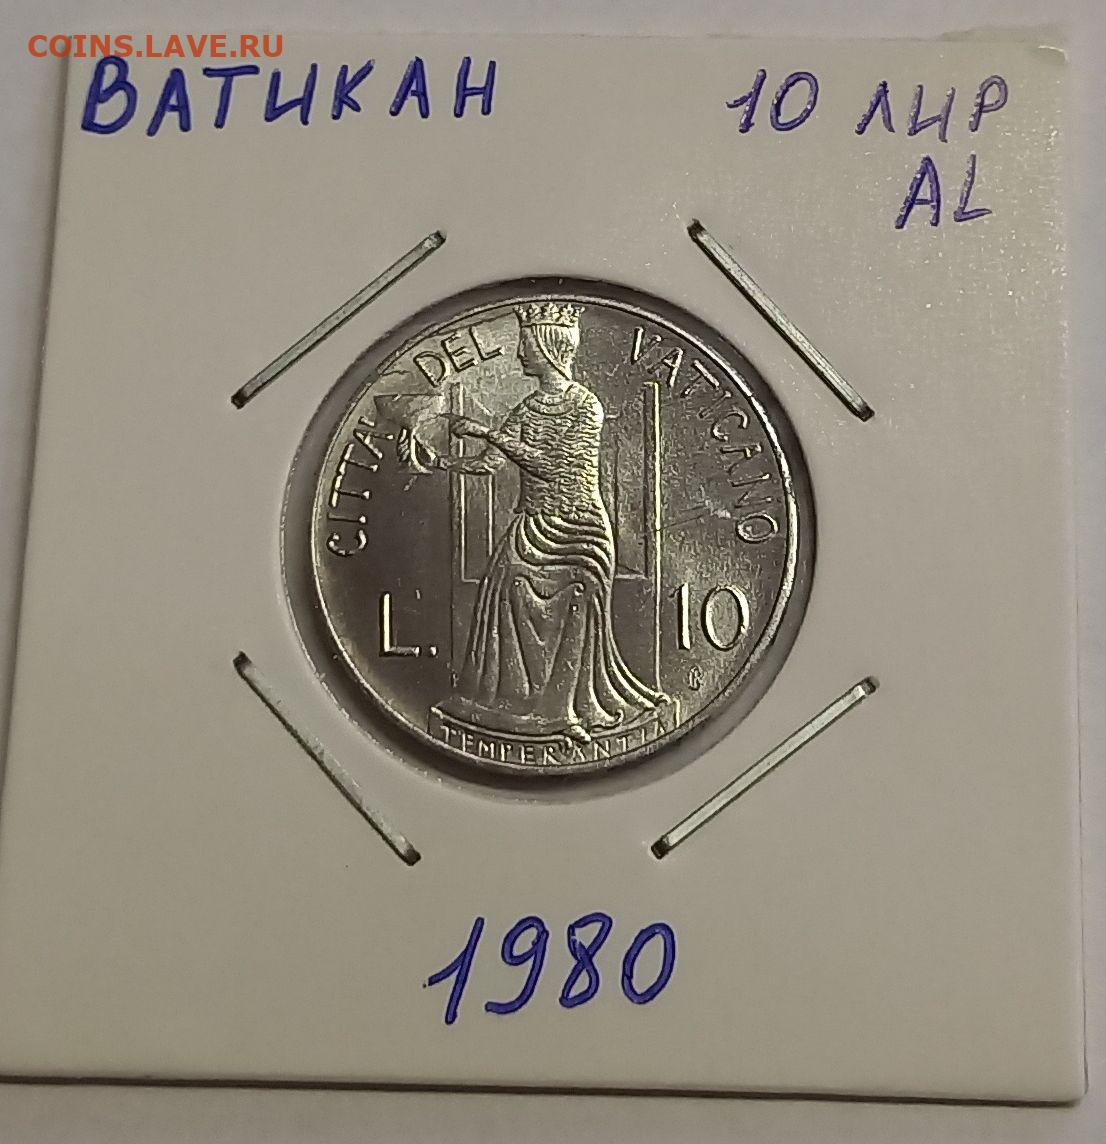 COINS.LAVE.RU
ВАТИКАН
10 ЛИР
AL
CITTA' DEL VATICANO
L. 10
R
TEMPERANTIA
1980